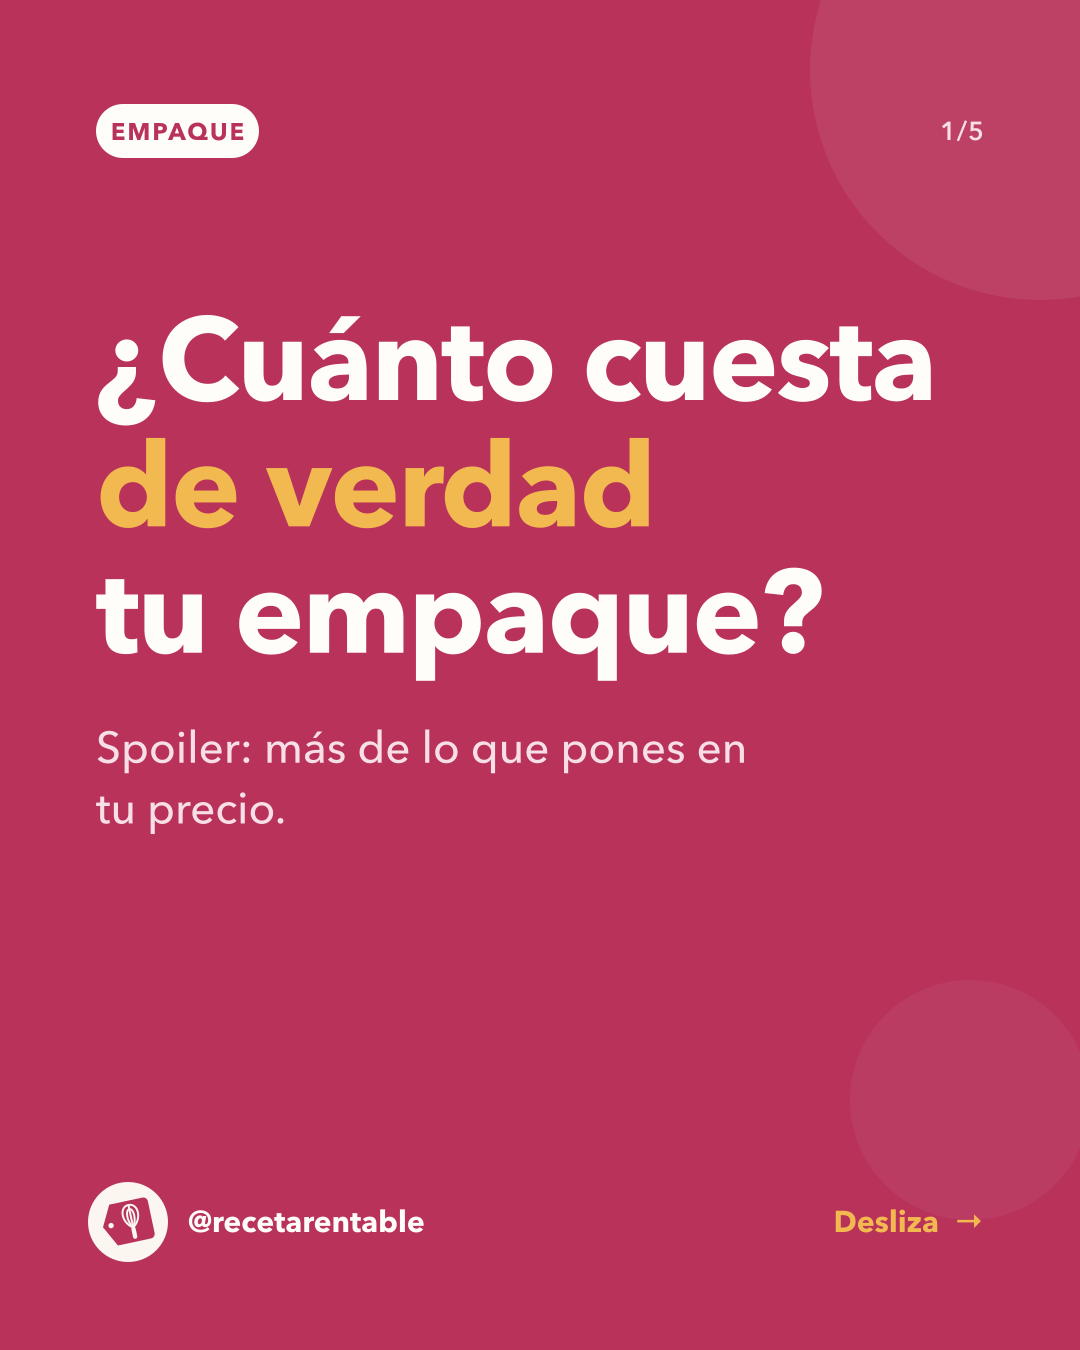 EMPAQUE
1/5
¿Cuánto cuesta
de verdad
tu empaque?
Spoiler: más de lo que pones en
tu precio.
@recetarentable
Desliza →